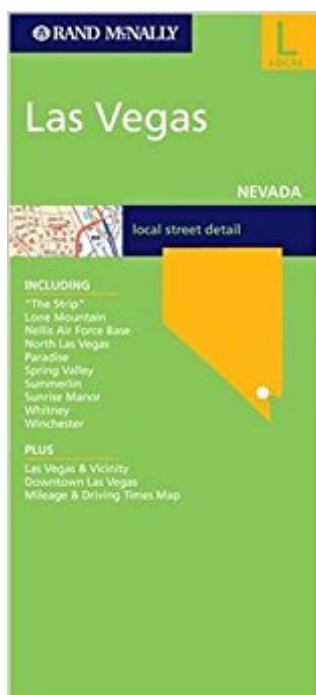 RAND McNALLY
L
LOCAL
Las Vegas
NEVADA
local street detail
INCLUDING
"The Strip"
Lone Mountain
Nellis Air Force Base
North Las Vegas
Paradise
Spring Valley
Summerlin
Sunrise Manor
Whitney
Winchester
PLUS
Las Vegas & Vicinity
Downtown Las Vegas
Mileage & Driving Times Map